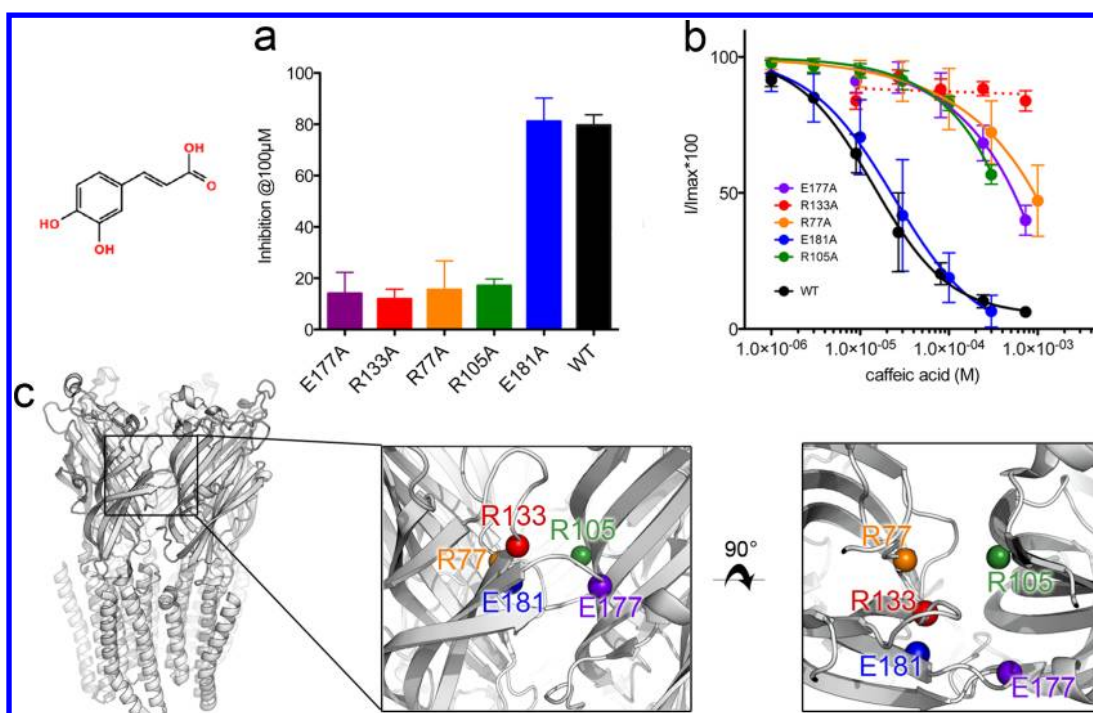 a
100
80
60
40
20
0
Inhibition @100μM
E177A
R133A
R77A
R105A
E181A
WT
OH
O
HO
OH
b
100
50
0
I/Imax*100
E177A
R133A
R77A
E181A
R105A
WT
1.0×10-06
1.0×10-05
1.0×10-04
1.0×10-03
caffeic acid (M)
c
R133
R105
R77
E181
E177
90°
R77
R105
R133
E181
E177